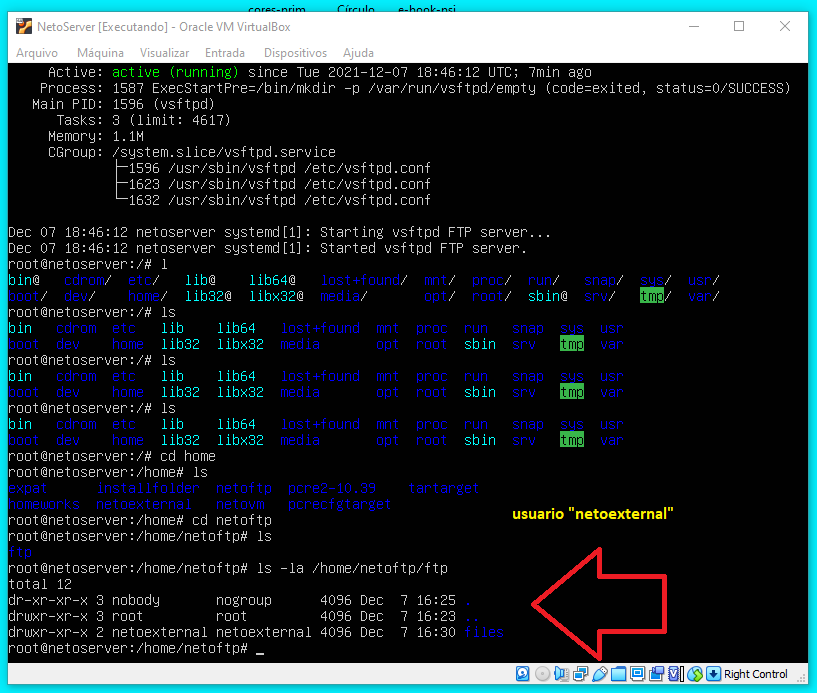 cores-prim Círculo e-book-psi
NetoServer [Executando] - Oracle VM VirtualBox
Arquivo Máquina Visualizar Entrada Dispositivos Ajuda
Active: active (running) since Tue 2021-12-07 18:46:12 UTC; 7min ago
Process: 1587 ExecStartPre=/bin/mkdir -p /var/run/vsftpd/empty (code=exited, status=0/SUCCESS)
Main PID: 1596 (vsftpd)
Tasks: 3 (limit: 4617)
Memory: 1.1M
CGroup: /system.slice/vsftpd.service
├─1596 /usr/sbin/vsftpd /etc/vsftpd.conf
├─1623 /usr/sbin/vsftpd /etc/vsftpd.conf
└─1632 /usr/sbin/vsftpd /etc/vsftpd.conf
Dec 07 18:46:12 netoserver systemd[1]: Starting vsftpd FTP server...
Dec 07 18:46:12 netoserver systemd[1]: Started vsftpd FTP server.
root@netoserver:/# l
bin@ cdrom/ etc/ lib@ lib64@ lost+found/ mnt/ proc/ run/ snap/ sys/ usr/
boot/ dev/ home/ lib32@ libx32@ media/ opt/ root/ sbin@ srv/ tmp/ var/
root@netoserver:/# ls
bin cdrom etc lib lib64 lost+found mnt proc run snap sys usr
boot dev home lib32 libx32 media opt root sbin srv tmp var
root@netoserver:/# ls
bin cdrom etc lib lib64 lost+found mnt proc run snap sys usr
boot dev home lib32 libx32 media opt root sbin srv tmp var
root@netoserver:/# ls
bin cdrom etc lib lib64 lost+found mnt proc run snap sys usr
boot dev home lib32 libx32 media opt root sbin srv tmp var
root@netoserver:/# cd home
root@netoserver:/home# ls
expat installfolder netoftp pcre2-10.39 tartarget
homeworks netoexternal netovm pcrecfgtarget
root@netoserver:/home# cd netoftp
usuario "netoexternal"
root@netoserver:/home/netoftp# ls
ftp
root@netoserver:/home/netoftp# ls -la /home/netoftp/ftp
total 12
dr-xr-xr-x 3 nobody nogroup 4096 Dec 7 16:25 .
drwxr-xr-x 3 root root 4096 Dec 7 16:23 ..
drwxr-xr-x 2 netoexternal netoexternal 4096 Dec 7 16:30 files
root@netoserver:/home/netoftp# _
Right Control